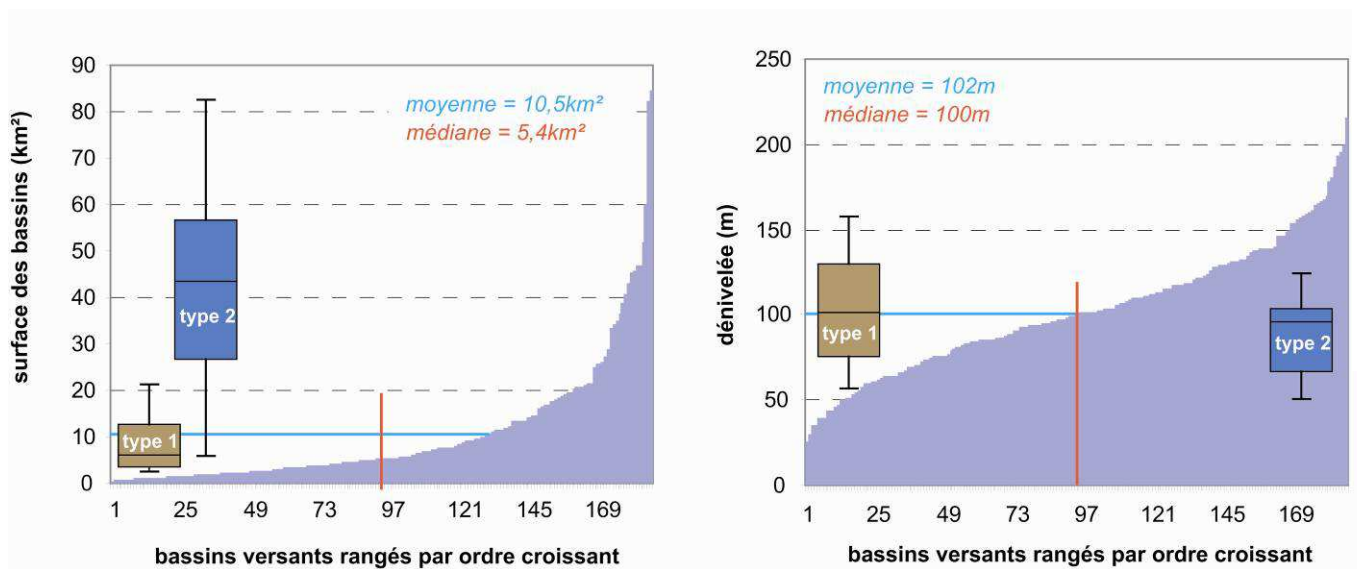 surface des bassins (km²)
90
80
70
60
50
40
30
20
10
0
moyenne = 10,5km²
médiane = 5,4km²
type 2
type 1
1 25 49 73 97 121 145 169
bassins versants rangés par ordre croissant
dénivelée (m)
250
200
150
100
50
0
moyenne = 102m
médiane = 100m
type 1
type 2
1 25 49 73 97 121 145 169
bassins versants rangés par ordre croissant